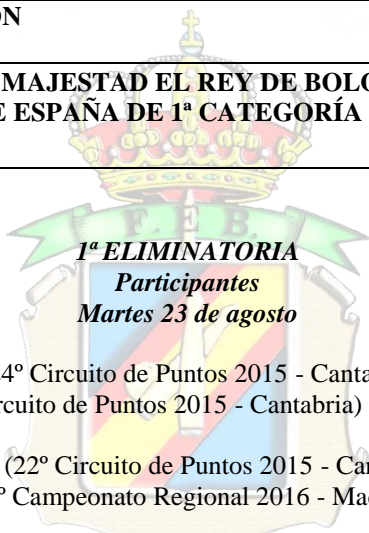 ÓN
MAJESTAD EL REY DE BOLO
E ESPAÑA DE 1ª CATEGORÍA
F. E. B.
1ª ELIMINATORIA
Participantes
Martes 23 de agosto
4º Circuito de Puntos 2015 - Canta
rcuito de Puntos 2015 - Cantabria)
(22º Circuito de Puntos 2015 - Can
º Campeonato Regional 2016 - Mad